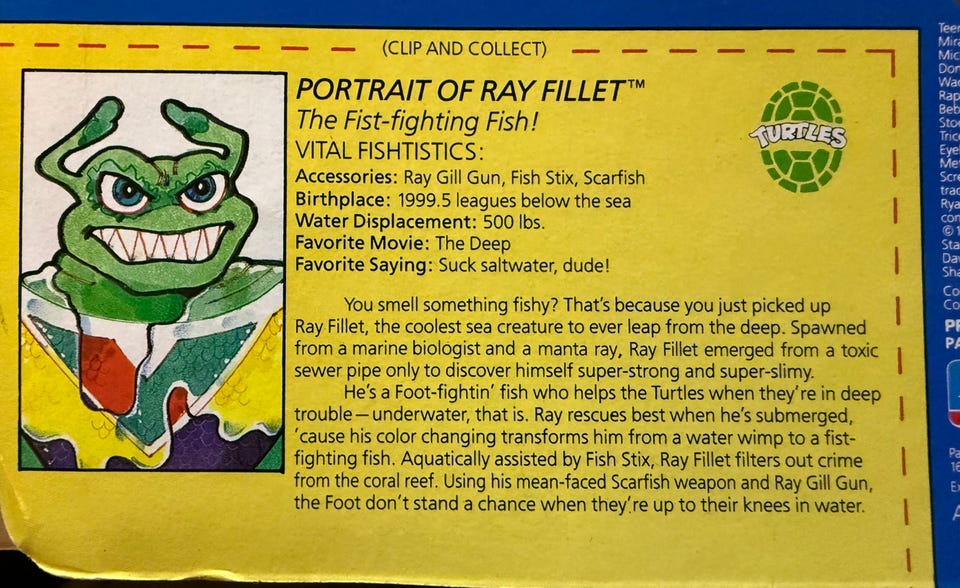 (CLIP AND COLLECT)
PORTRAIT OF RAY FILLET™
The Fist-fighting Fish!
VITAL FISHTISTICS:
Accessories: Ray Gill Gun, Fish Stix, Scarfish
Birthplace: 1999.5 leagues below the sea
Water Displacement: 500 lbs.
Favorite Movie: The Deep
Favorite Saying: Suck saltwater, dude!
TURTLES
You smell something fishy? That's because you just picked up
Ray Fillet, the coolest sea creature to ever leap from the deep. Spawned
from a marine biologist and a manta ray, Ray Fillet emerged from a toxic
sewer pipe only to discover himself super-strong and super-slimy.
He's a Foot-fightin' fish who helps the Turtles when they're in deep
trouble — underwater, that is. Ray rescues best when he's submerged,
'cause his color changing transforms him from a water wimp to a fist-
fighting fish. Aquatically assisted by Fish Stix, Ray Fillet filters out crime
from the coral reef. Using his mean-faced Scarfish weapon and Ray Gill Gun,
the Foot don't stand a chance when they're up to their knees in water.